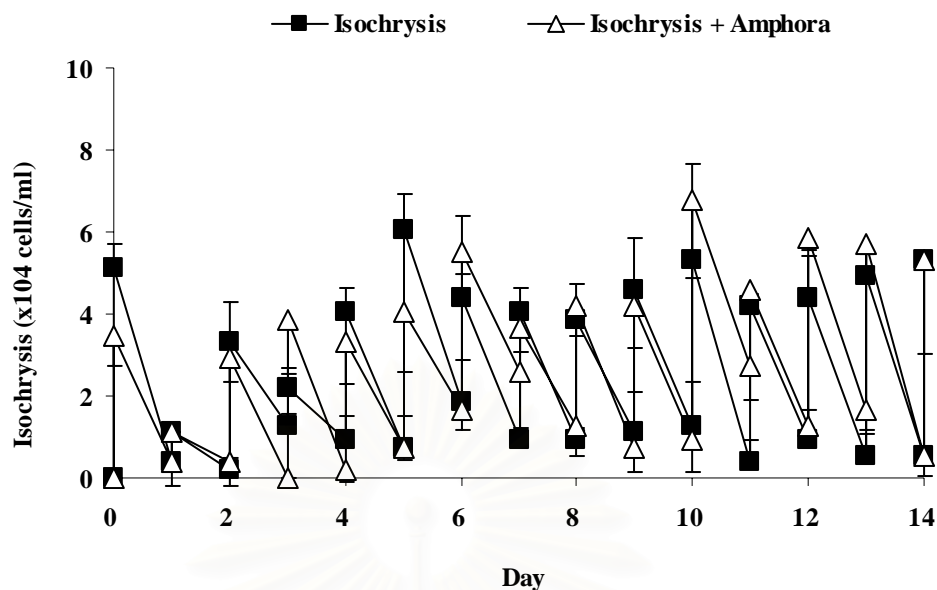 Isochrysis Isochrysis + Amphora
10
8
6
4
2
0
Isochrysis (x104 cells/ml)
0 2 4 6 8 10 12 14
Day